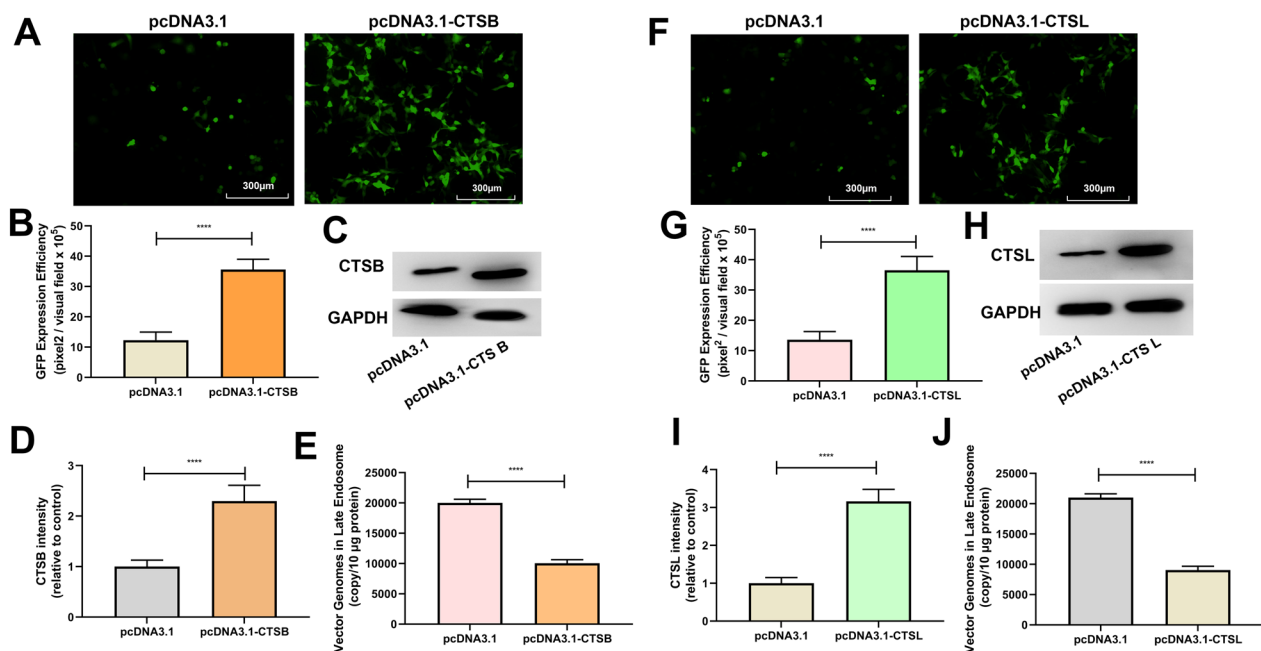 A
pcDNA3.1
pcDNA3.1-CTSB
300μm
300μm
B
GFP Expression Efficiency
(pixel2 / visual field x 10⁵)
50
40
30
20
10
0
****
pcDNA3.1
pcDNA3.1-CTSB
C
CTSB
GAPDH
pcDNA3.1
pcDNA3.1-CTS B
D
CTSB intensity
(relative to control)
3
2
1
0
****
pcDNA3.1
pcDNA3.1-CTSB
E
Vector Genomes in Late Endosome
(copy/10 μg protein)
25000
20000
15000
10000
5000
0
****
pcDNA3.1
pcDNA3.1-CTSB
F
pcDNA3.1
pcDNA3.1-CTSL
300μm
300μm
G
GFP Expression Efficiency
(pixel² / visual field x 10⁵)
50
40
30
20
10
0
****
pcDNA3.1
pcDNA3.1-CTSL
H
CTSL
GAPDH
pcDNA3.1
pcDNA3.1-CTS L
I
CTSL intensity
(relative to control)
4
3
2
1
0
****
pcDNA3.1
pcDNA3.1-CTSL
J
Vector Genomes in Late Endosome
(copy/10 μg protein)
25000
20000
15000
10000
5000
0
****
pcDNA3.1
pcDNA3.1-CTSL